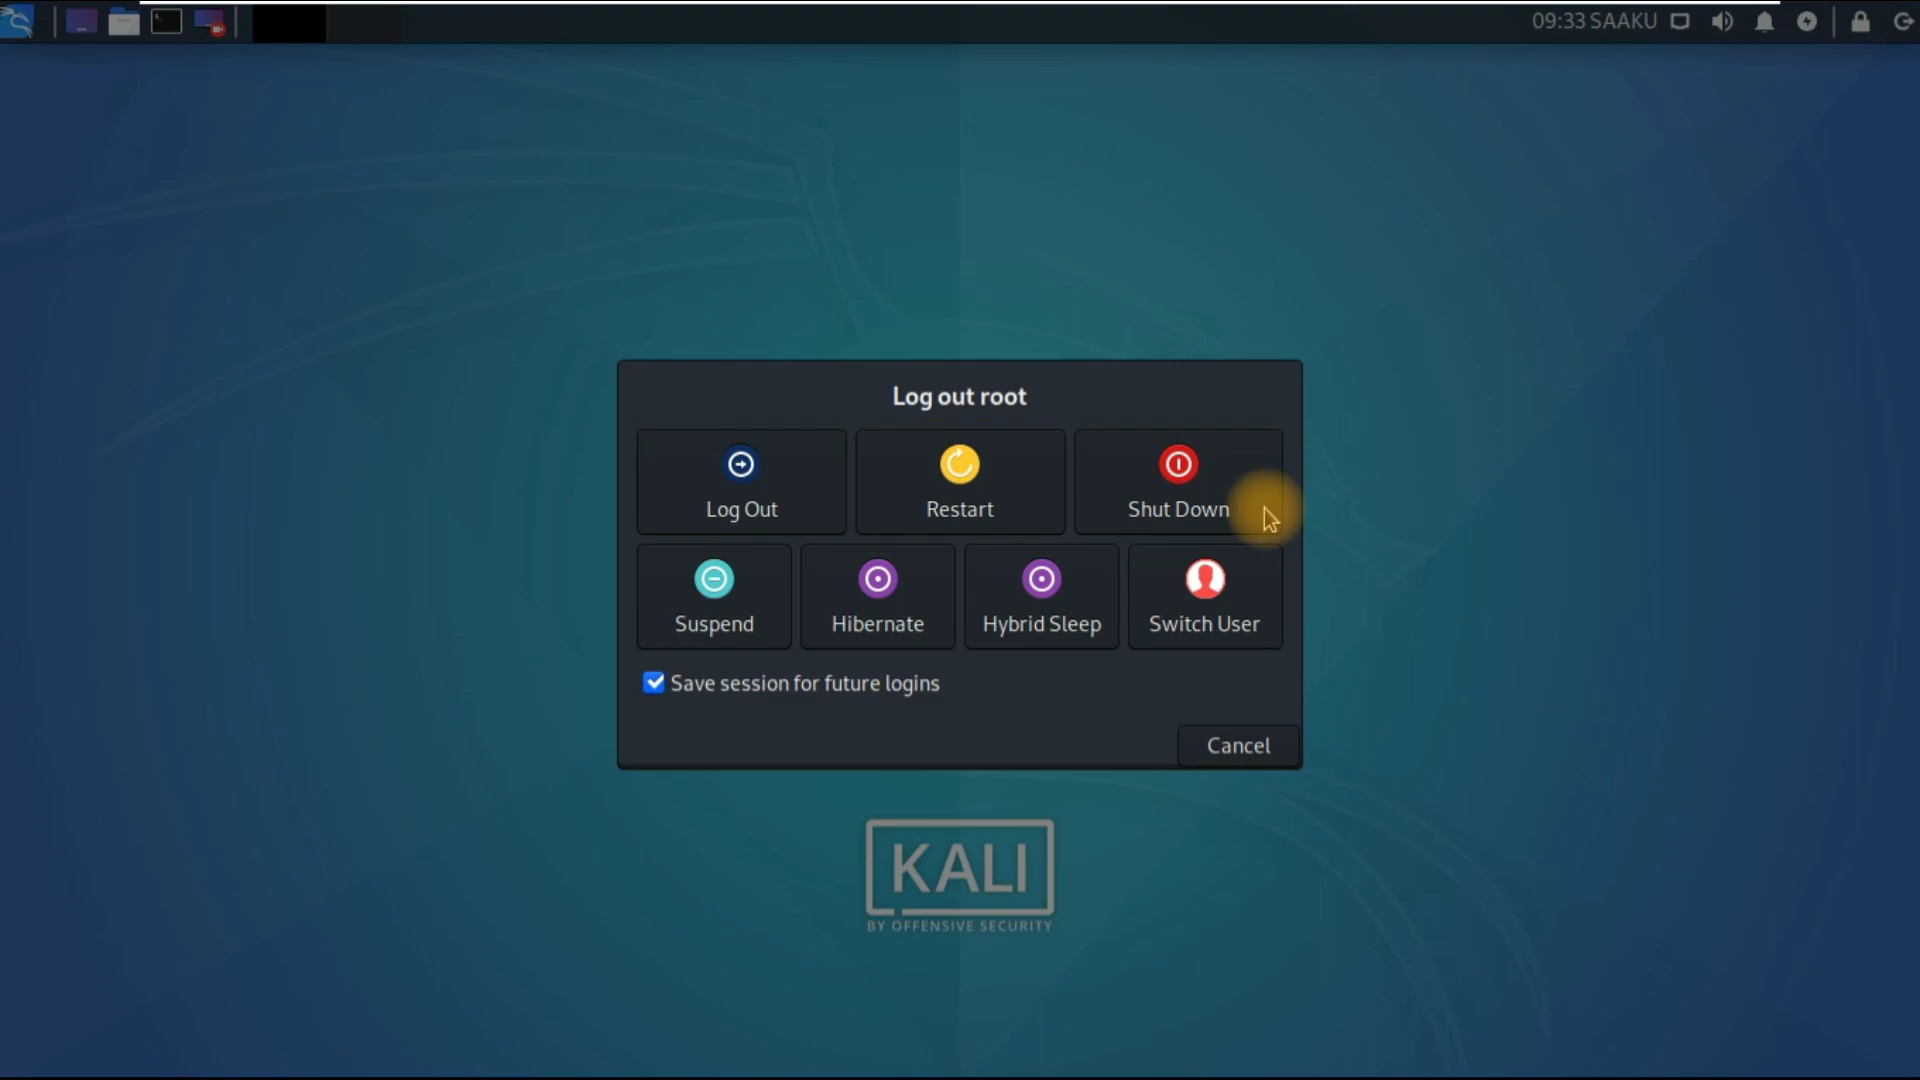 09:33 SAAKU
Log out root
Log Out
Restart
Shut Down
Suspend
Hibernate
Hybrid Sleep
Switch User
Save session for future logins
Cancel
KALI
BY OFFENSIVE SECURITY